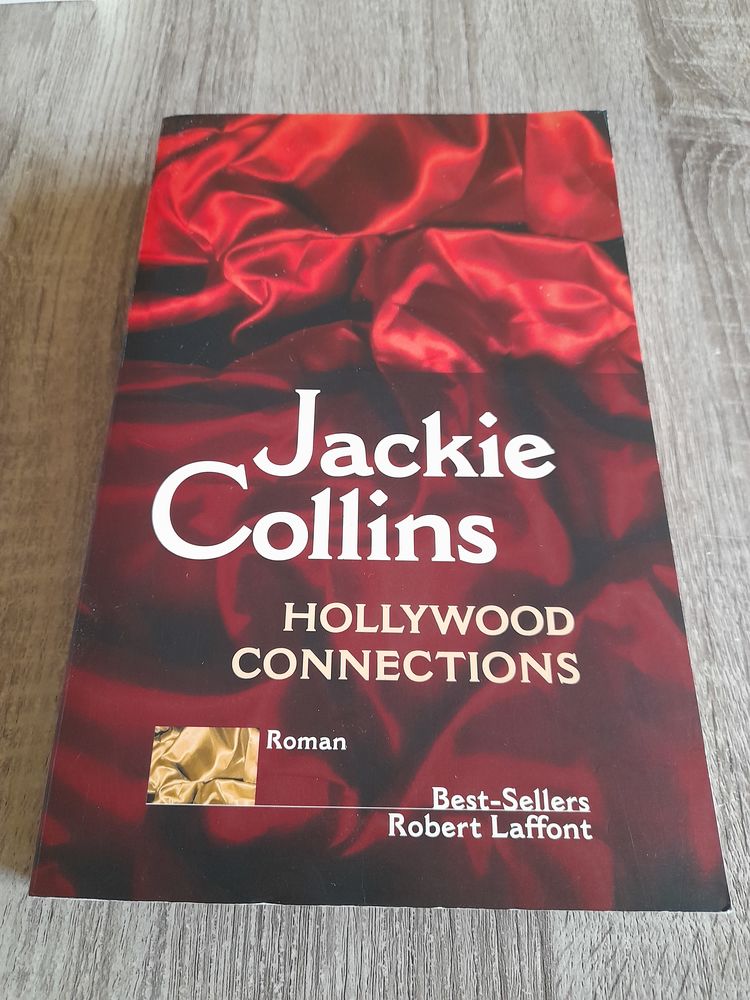 Jackie
Collins
HOLLYWOOD
CONNECTIONS
Roman
Best-Sellers
Robert Laffont